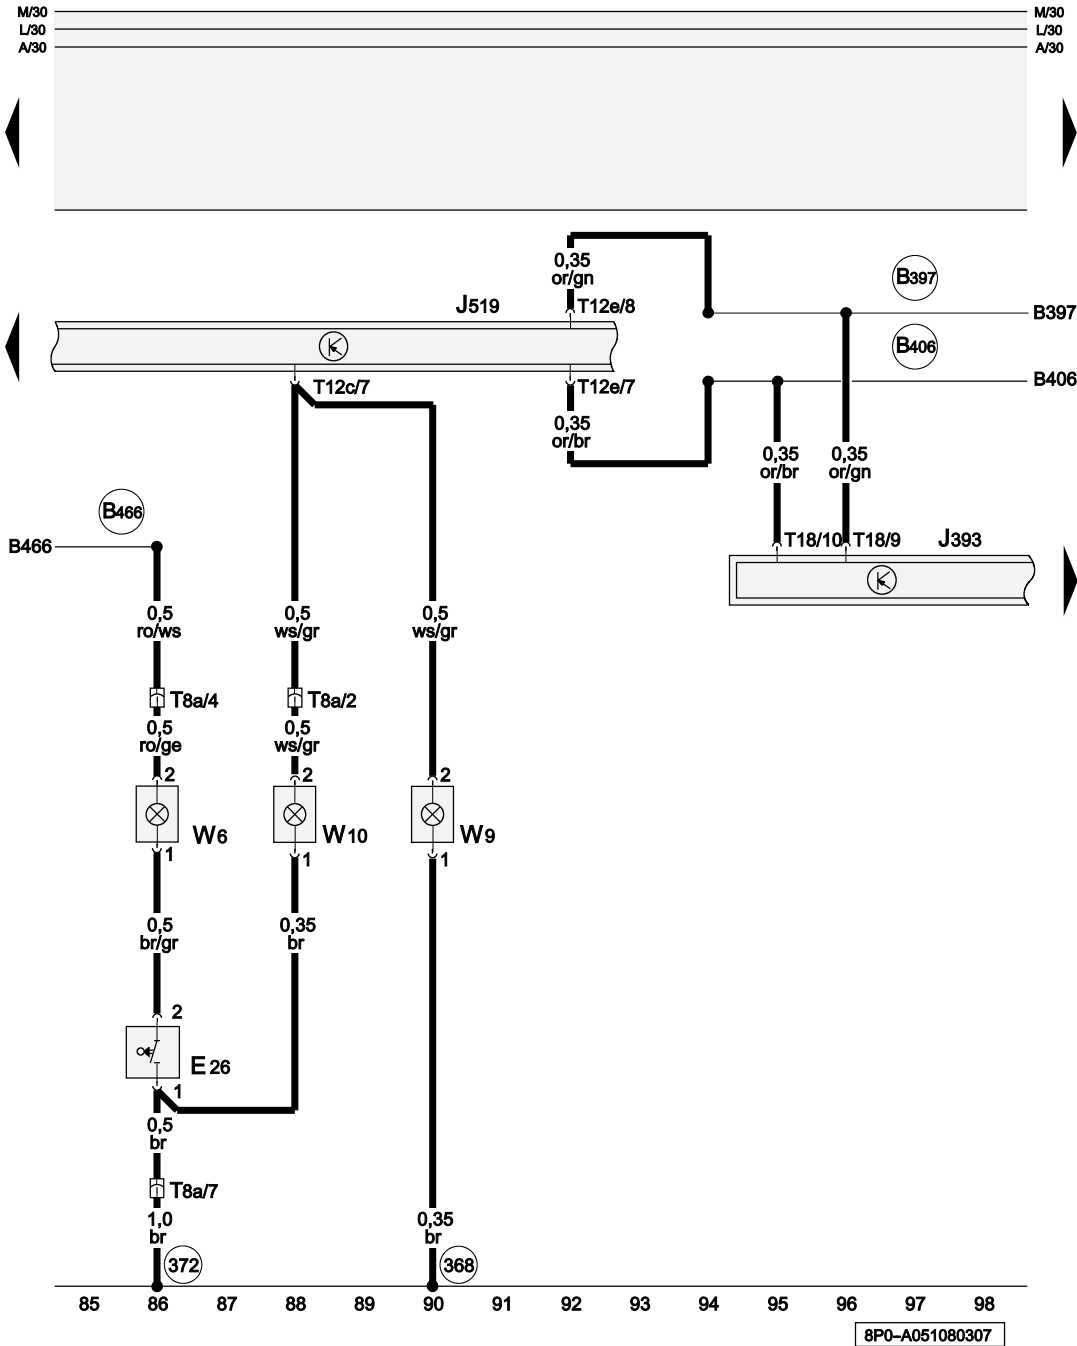 M/30 M/30
L/30 L/30
A/30 A/30
0,35
or/gn
B397
J519 T12e/8
B397
B406
T12c/7 T12e/7 B406
0,35
or/br
0,35 0,35
or/br or/gn
B466
B466 T18/10 T18/9 J393
0,5 0,5 0,5
ro/ws ws/gr ws/gr
T8a/4 T8a/2
0,5 0,5
ro/ge ws/gr
2 2 2
W6 W10 W9
1 1 1
0,5 0,35
br/gr br
2
E26
1
0,5
br
T8a/7
1,0 0,35
br br
372 368
85 86 87 88 89 90 91 92 93 94 95 96 97 98
8P0-A051080307